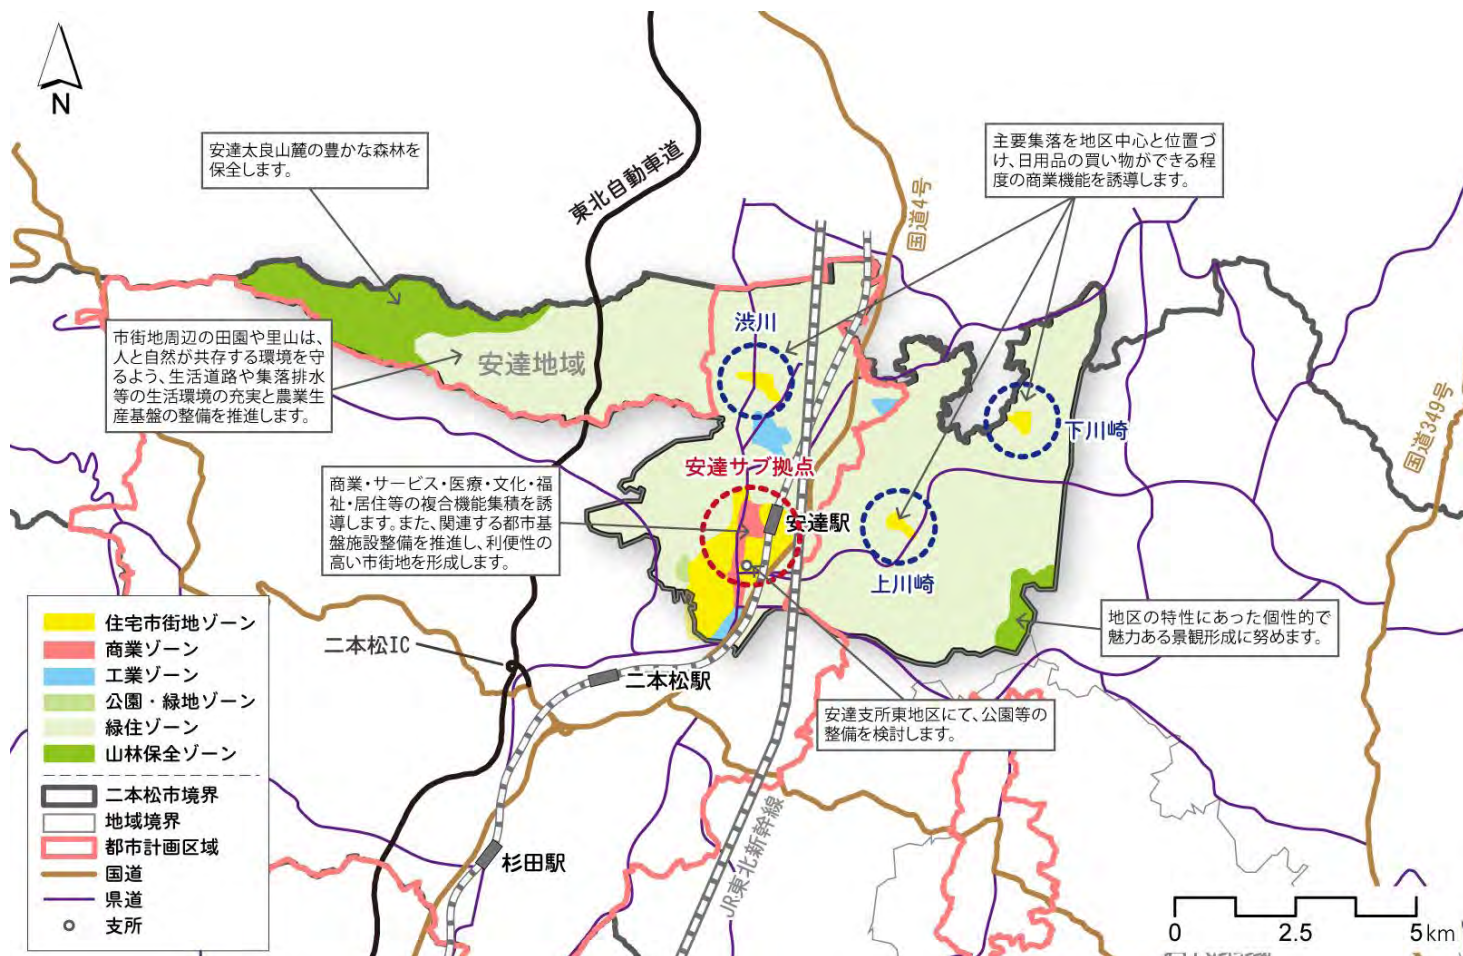 N
安達太良山麓の豊かな森林を
保全します。
東北自動車道
国道4号
主要集落を地区中心と位置づ
け、日用品の買い物ができる程
度の商業機能を誘導します。
市街地周辺の田園や里山は、
人と自然が共存する環境を守
るよう、生活道路や集落排水
等の生活環境の充実と農業生
産基盤の整備を推進します。
安達地域
渋川
下川崎
国道349号
安達サブ拠点
商業・サービス・医療・文化・福
祉・居住等の複合機能集積を誘
導します。また、関連する都市基
盤施設整備を推進し、利便性の
高い市街地を形成します。
安達駅
上川崎
地区の特性にあった個性的で
魅力ある景観形成に努めます。
二本松IC
二本松駅
安達支所東地区にて、公園等の
整備を検討します。
杉田駅
JR東北新幹線
住宅市街地ゾーン
商業ゾーン
工業ゾーン
公園・緑地ゾーン
緑住ゾーン
山林保全ゾーン
二本松市境界
地域境界
都市計画区域
国道
県道
支所
0 2.5 5 km